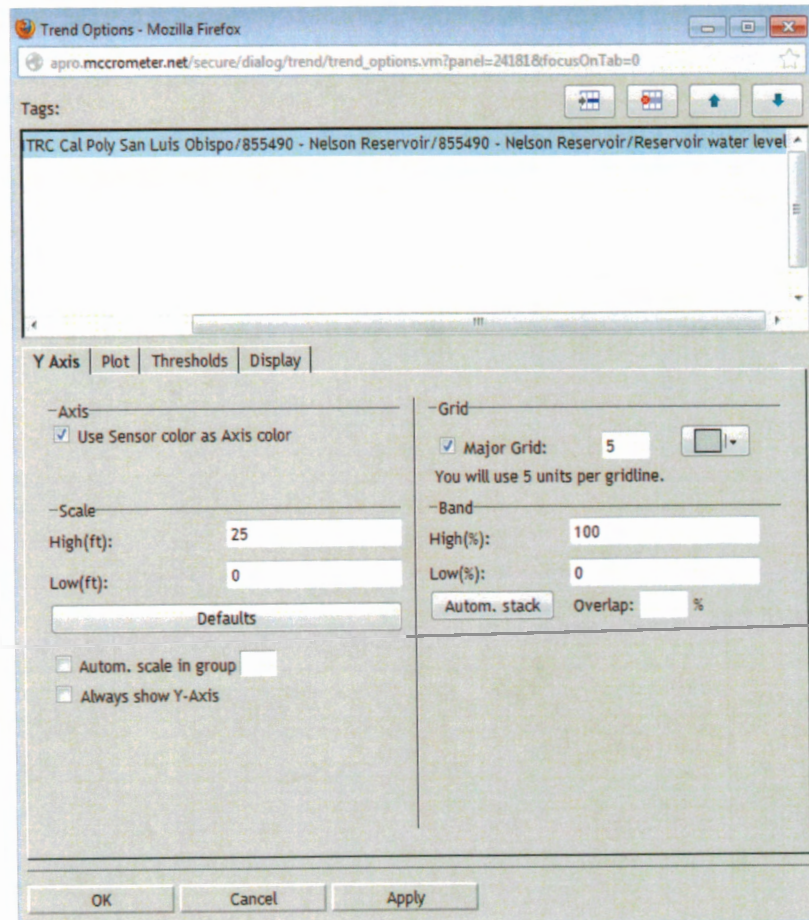 Trend Options - Mozilla Firefox
apro.mccrometer.net/secure/dialog/trend/trend_options.vm?panel=24181&focusOnTab=0
Tags:
TRC Cal Poly San Luis Obispo/855490 - Nelson Reservoir/855490 - Nelson Reservoir/Reservoir water level
Y Axis Plot Thresholds Display
Axis
Use Sensor color as Axis color
Scale
High(ft): 25
Low(ft): 0
Defaults
Autom. scale in group
Always show Y-Axis
Grid
Major Grid: 5
You will use 5 units per gridline.
Band
High(%): 100
Low(%): 0
Autom. stack Overlap: %
OK Cancel Apply